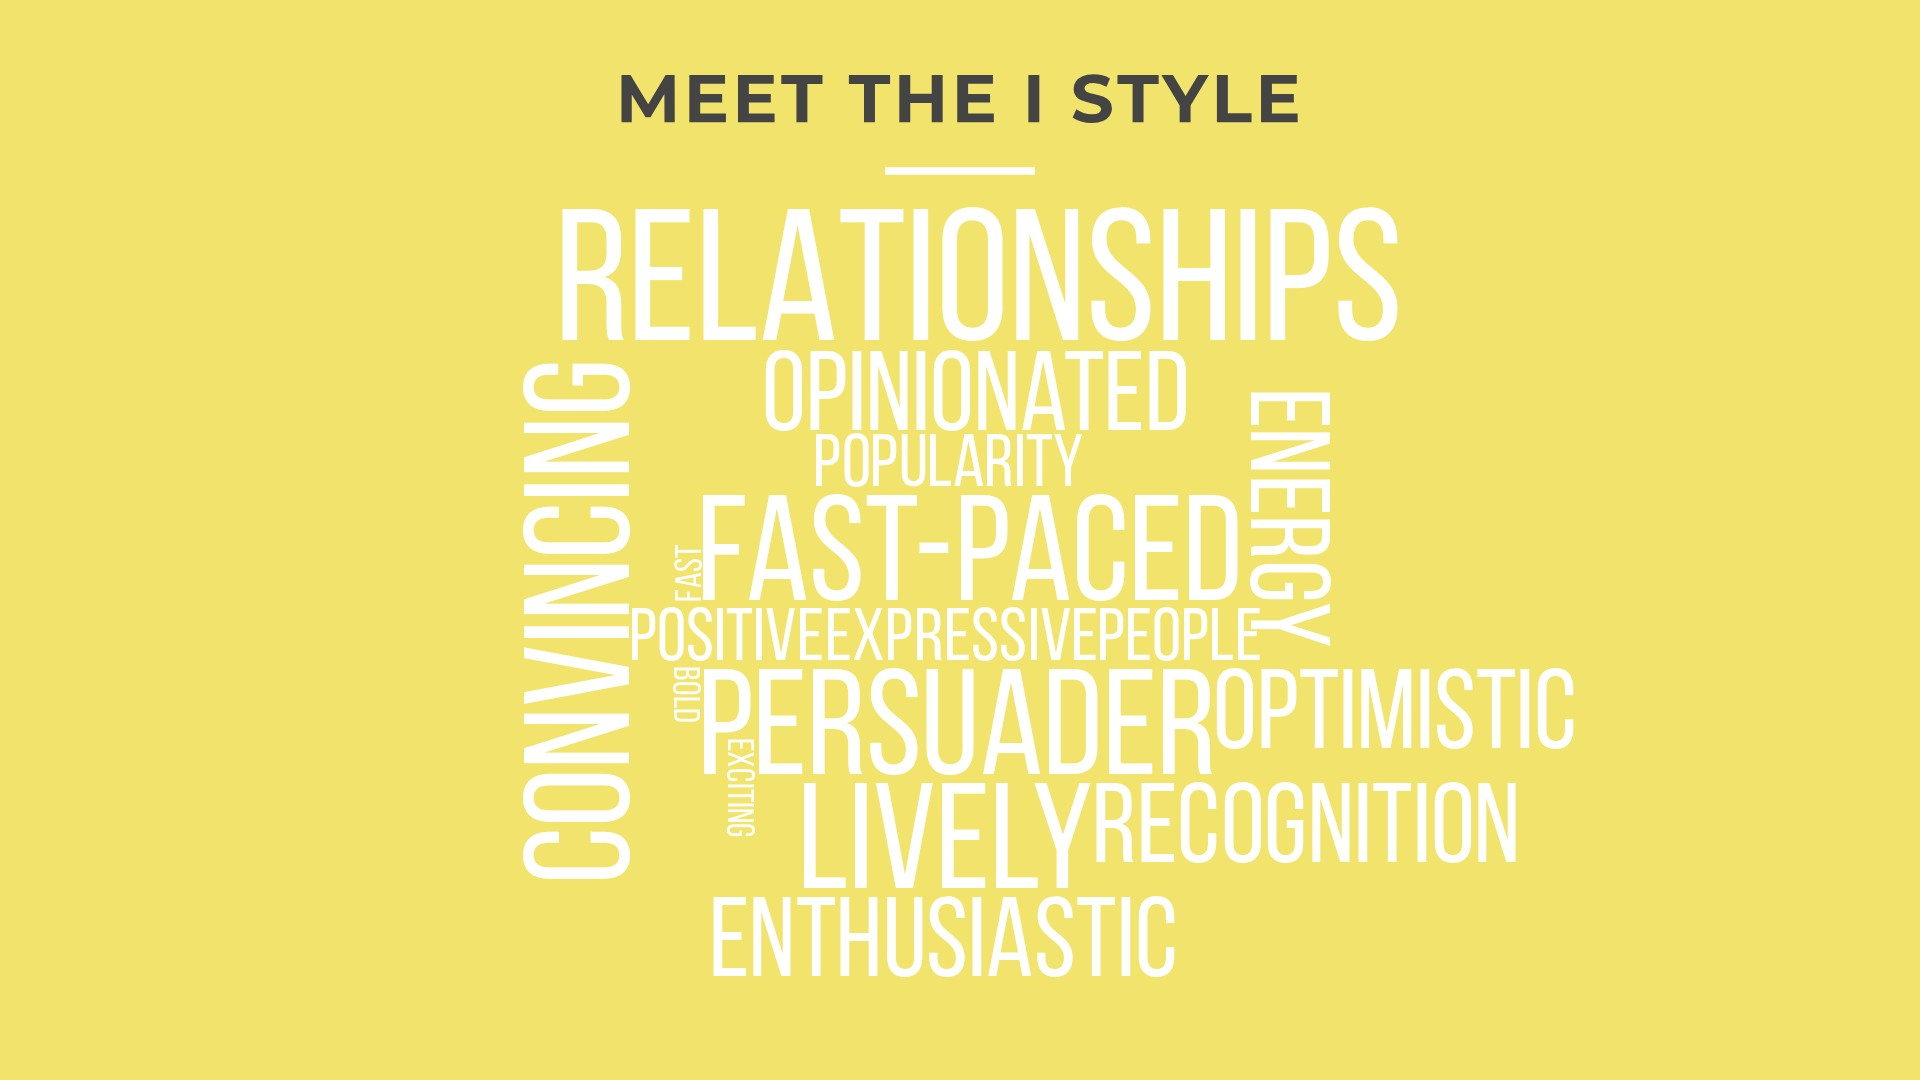 MEET THE I STYLE
RELATIONSHIPS
CONVINCING
OPINIONATED
ENERGY
POPULARITY
FAST-PACED
FAST
POSITIVEEXPRESSIVEPEOPLE
BOLD
PERSUADEROPTIMISTIC
EXCITING
LIVELYRECOGNITION
ENTHUSIASTIC